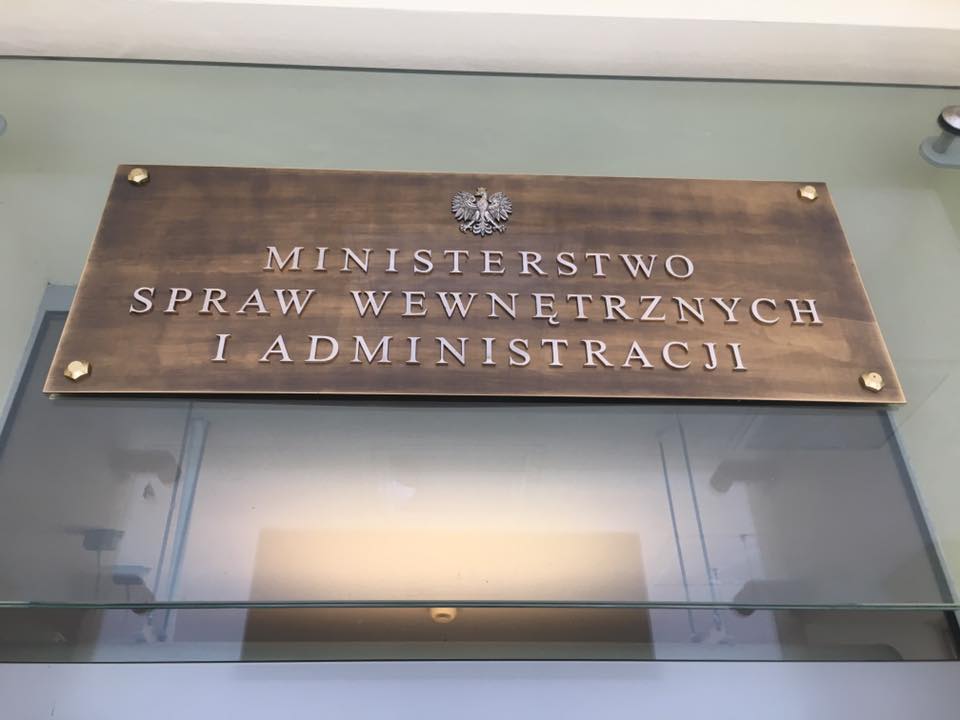 MINISTERSTWO
SPRAW WEWNĘTRZNYCH
I ADMINISTRACJI